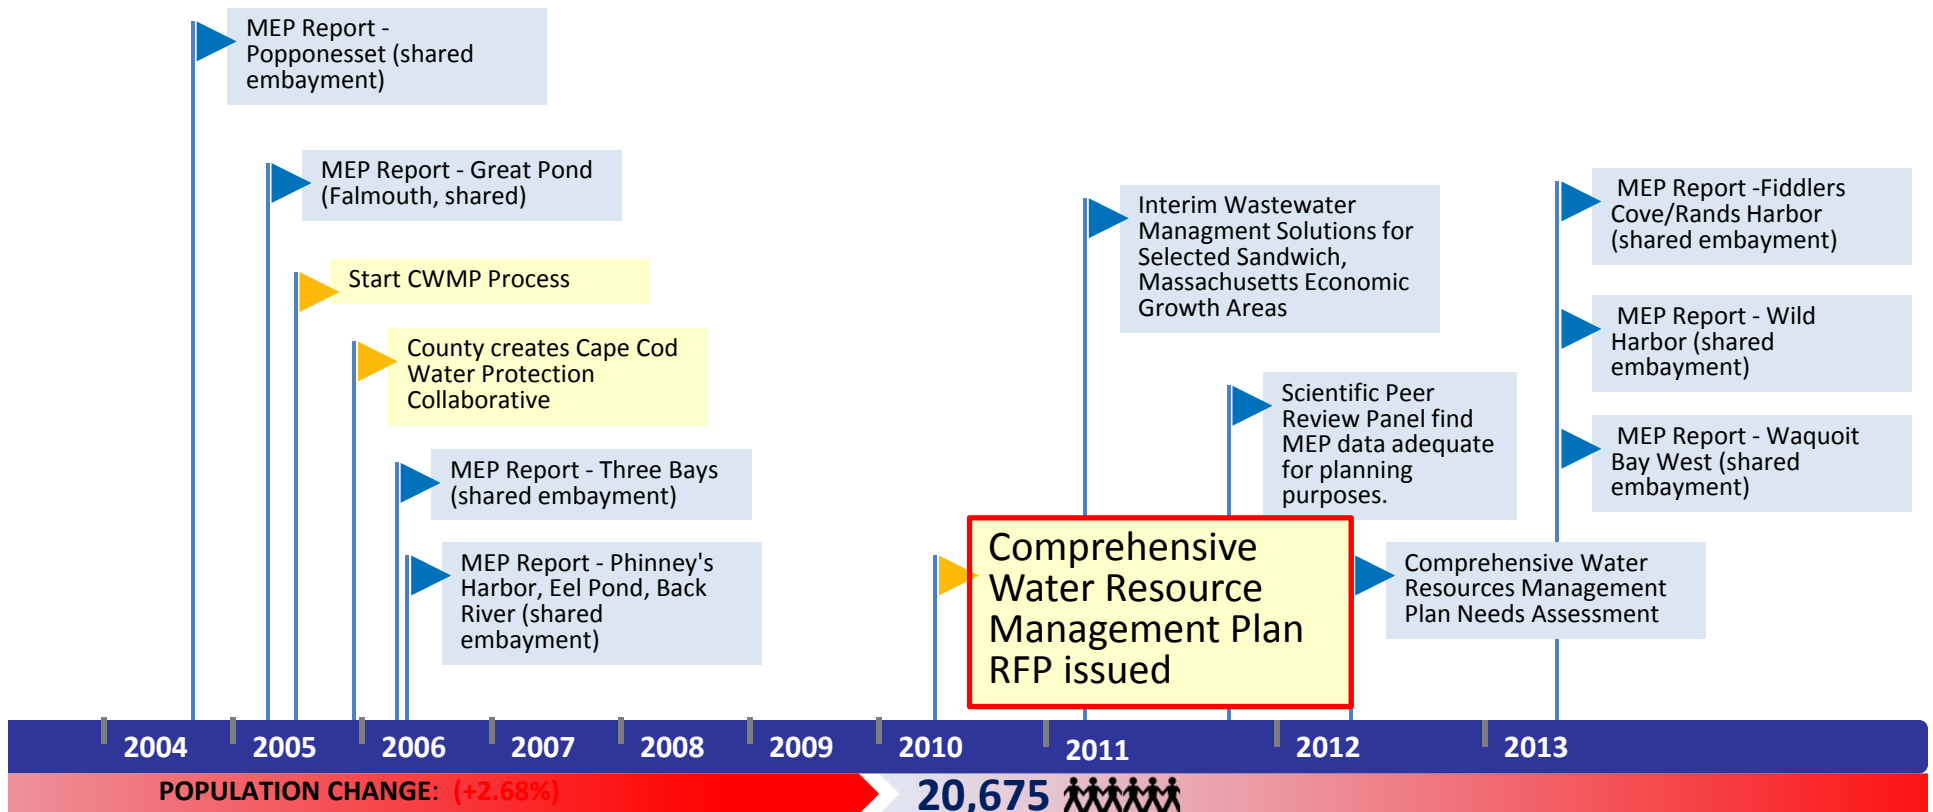 MEP Report -
Popponesset (shared
embayment)
MEP Report - Great Pond
(Falmouth, shared)
Start CWMP Process
County creates Cape Cod
Water Protection
Collaborative
MEP Report - Three Bays
(shared embayment)
MEP Report - Phinney's
Harbor, Eel Pond, Back
River (shared
embayment)
Interim Wastewater
Managment Solutions for
Selected Sandwich,
Massachusetts Economic
Growth Areas
Scientific Peer
Review Panel find
MEP data adequate
for planning
purposes.
Comprehensive
Water Resource
Management Plan
RFP issued
Comprehensive Water
Resources Management
Plan Needs Assessment
MEP Report -Fiddlers
Cove/Rands Harbor
(shared embayment)
MEP Report - Wild
Harbor (shared
embayment)
MEP Report - Waquoit
Bay West (shared
embayment)
2004 2005 2006 2007 2008 2009 2010 2011 2012 2013
POPULATION CHANGE: (+2.68%) 20,675